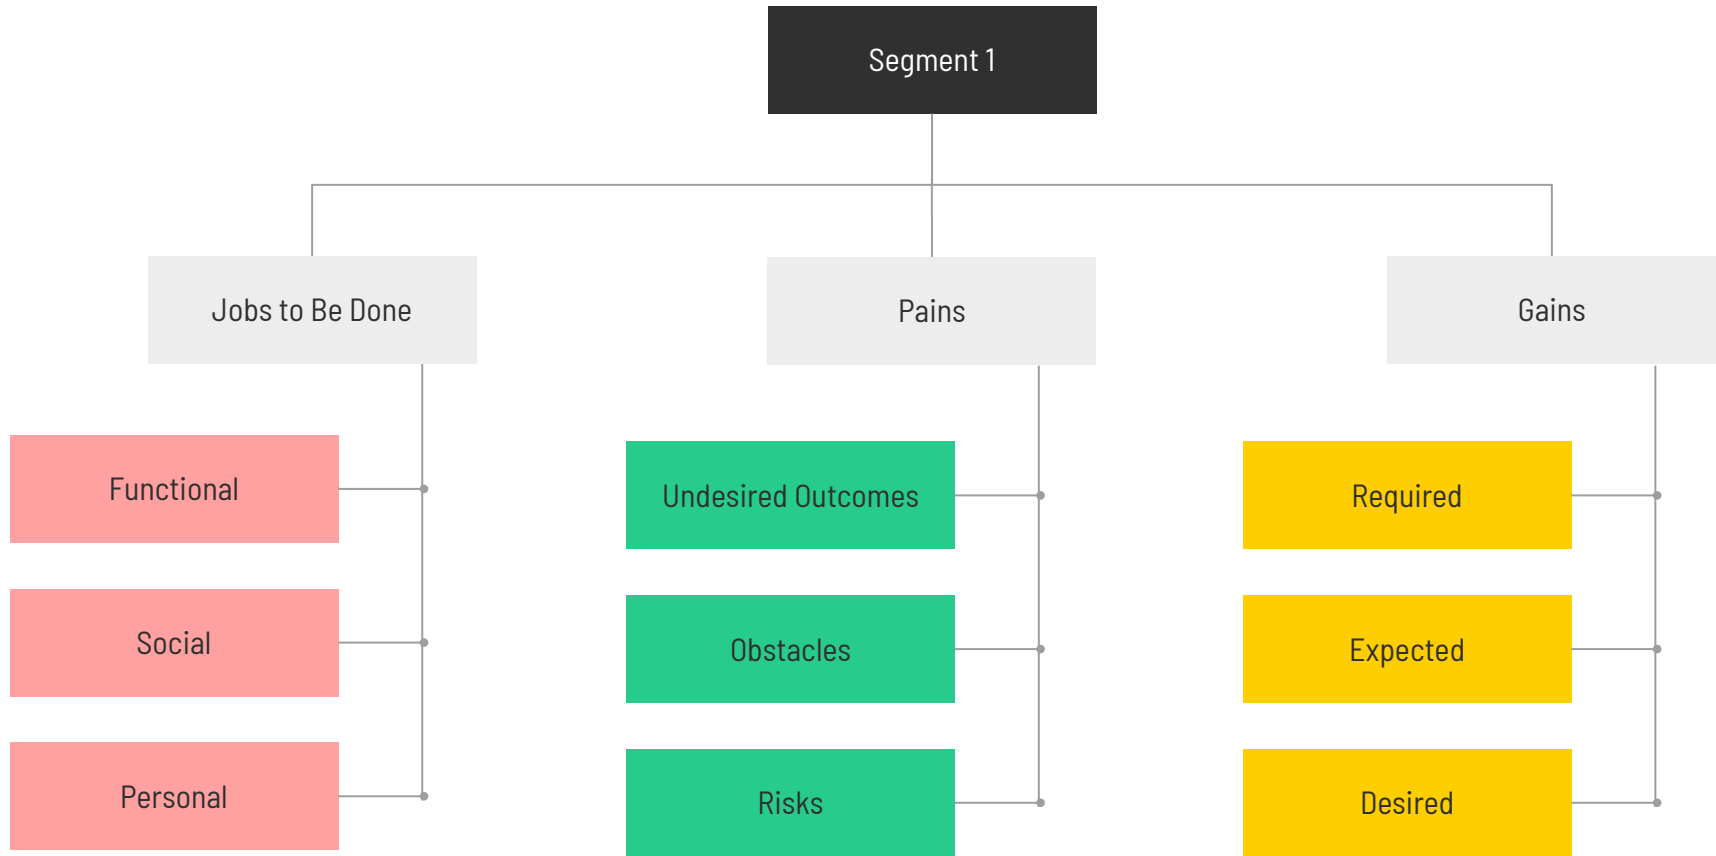 Segment 1
Jobs to Be Done
Pains
Gains
Functional
Undesired Outcomes
Required
Social
Obstacles
Expected
Personal
Risks
Desired